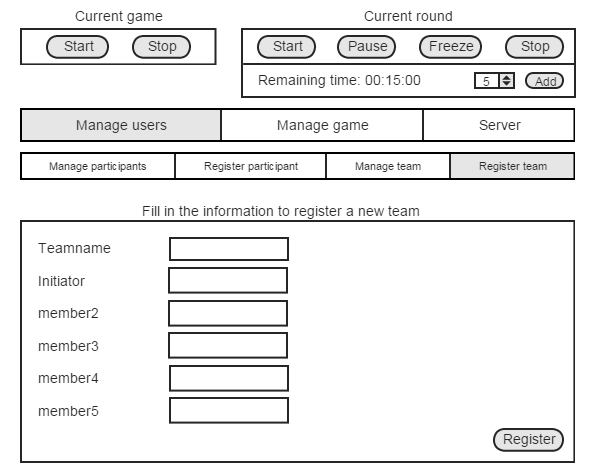 Current game
Current round
Start Stop
Start Pause Freeze Stop
Remaining time: 00:15:00 5 Add
Manage users Manage game Server
Manage participants Register participant Manage team Register team
Fill in the information to register a new team
Teamname
Initiator
member2
member3
member4
member5
Register